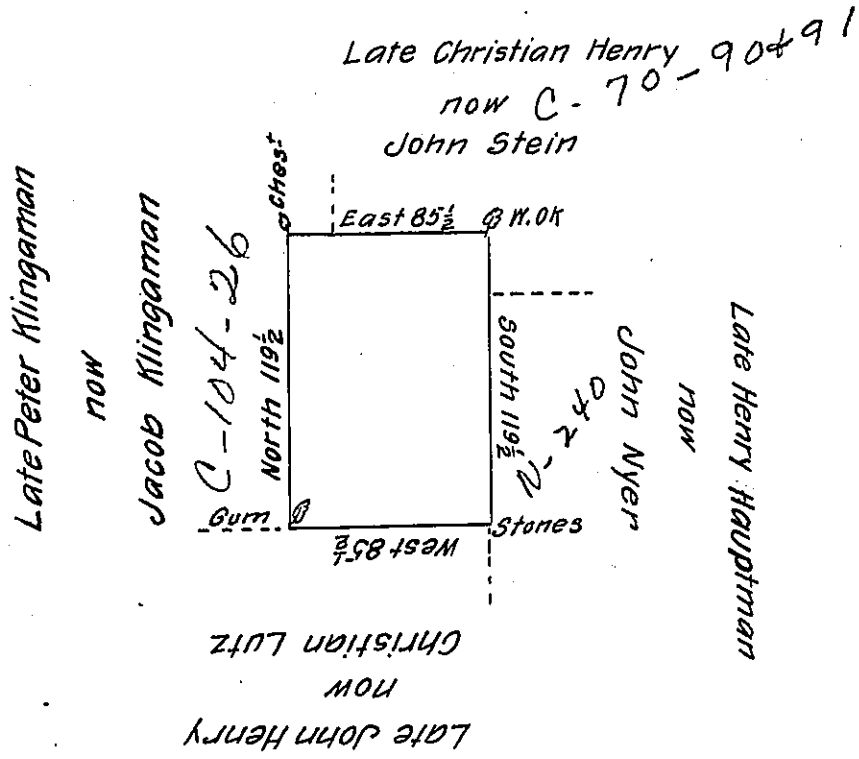 Late Christian Henry
now C-70-90&91
John Stein
Late Peter Klingaman
now
Jacob Klingaman
C-104-26
North 119½
Ches.t
East 85½
W.OK
South 119½
N-240
John Nyer
now
Late Henry Hauptman
Gum
Stones
West 85½
Christian Lutz
now
Late John Henry